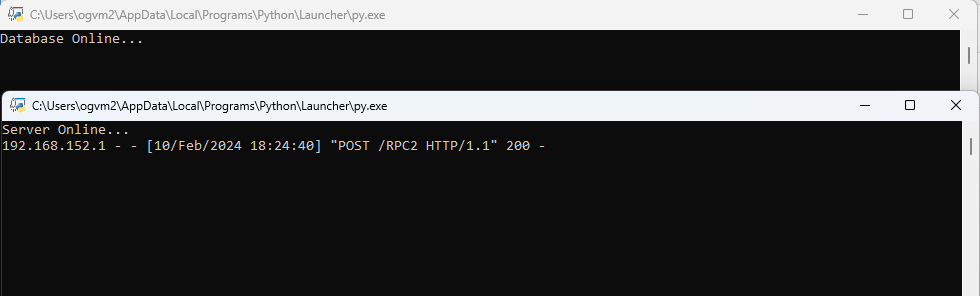 C:\Users\ogvm2\AppData\Local\Programs\Python\Launcher\py.exe
Database Online...
C:\Users\ogvm2\AppData\Local\Programs\Python\Launcher\py.exe
Server Online...
192.168.152.1 - - [10/Feb/2024 18:24:40] "POST /RPC2 HTTP/1.1" 200 -